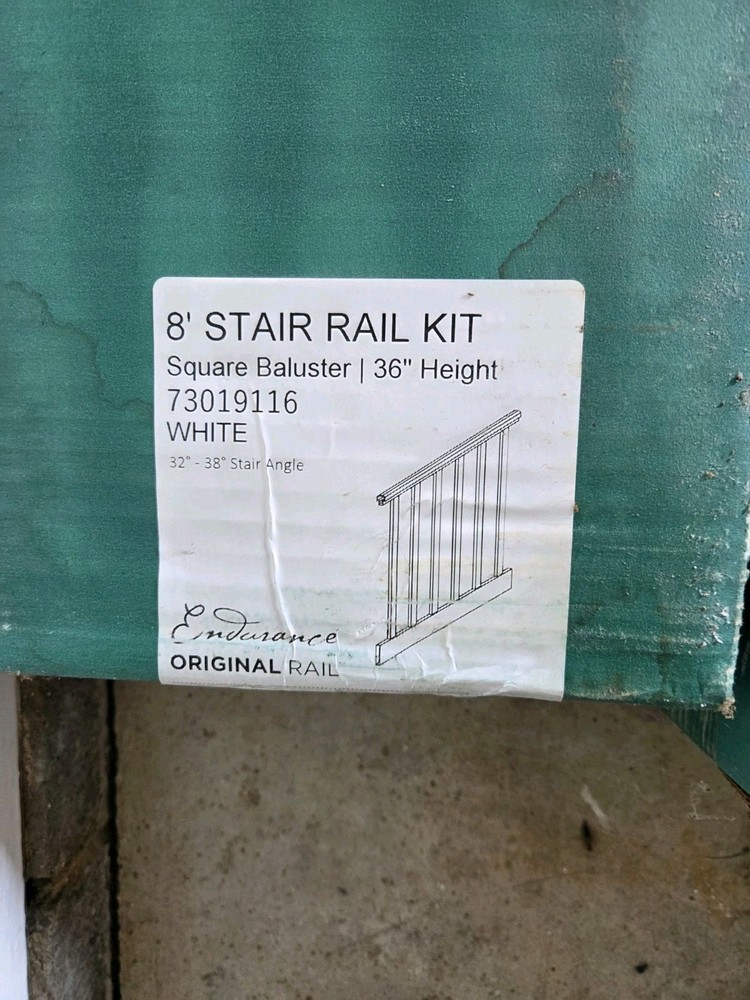 8' STAIR RAIL KIT
Square Baluster | 36" Height
73019116
WHITE
32° - 38° Stair Angle
Endurance
ORIGINAL RAIL